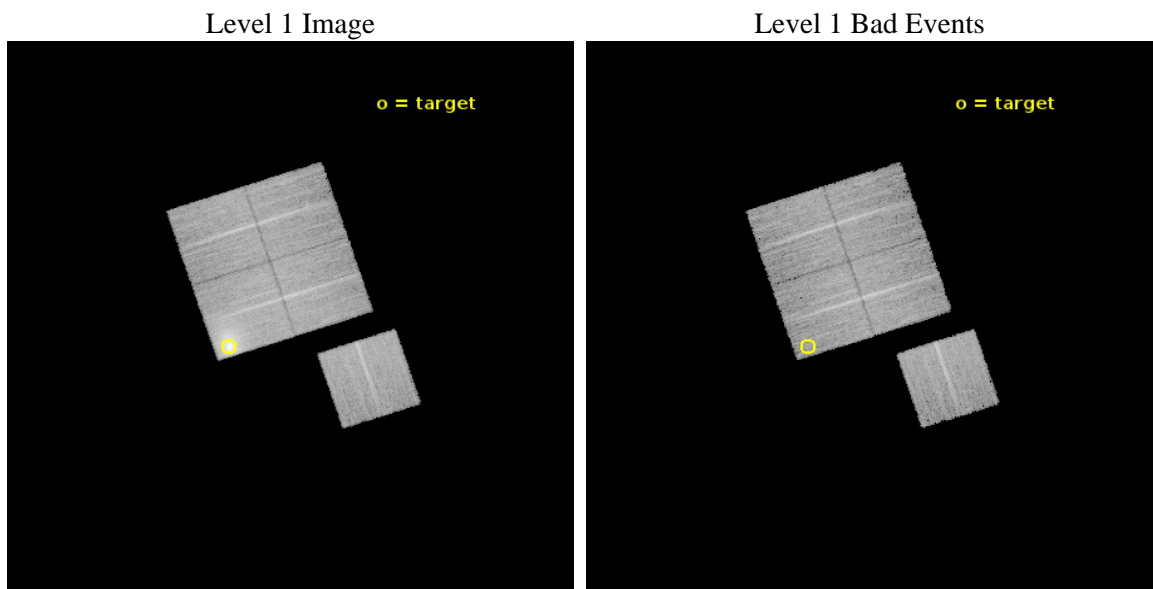 Level 1 Image
Level 1 Bad Events
o = target
o = target